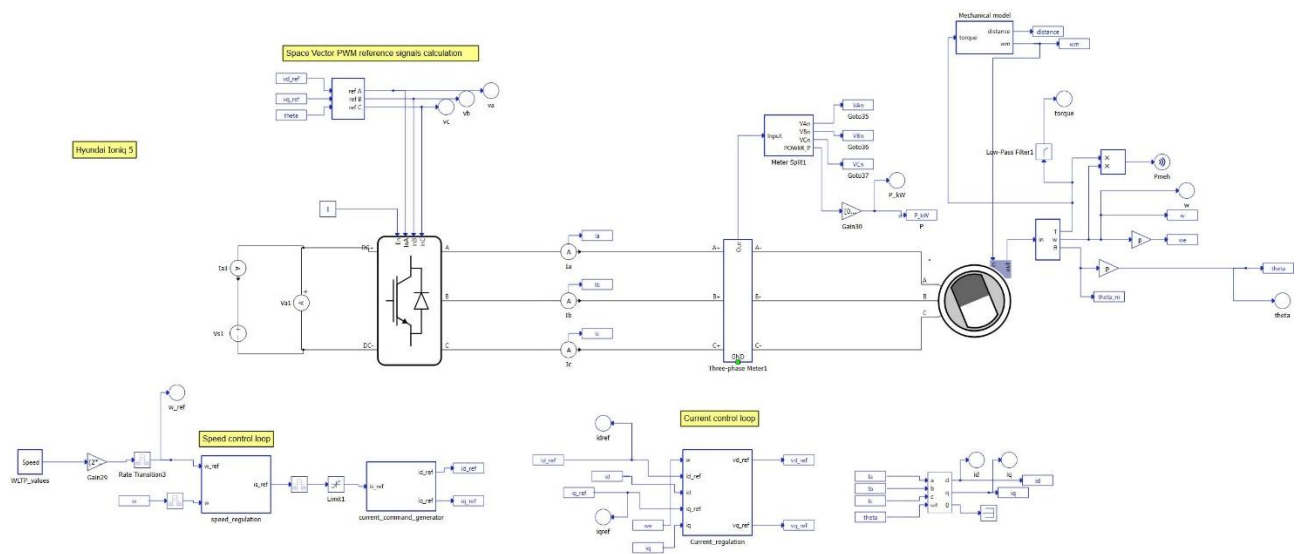 Mechanical model
torque
distance
wm
distance
wm
Space Vector PWM reference signals calculation
vd_ref
vq_ref
theta
ref A
ref B
ref C
va
vb
vc
Hyundai Ioniq 5
Input
VAn
VBn
VCn
POWER_P
Meter Split1
VAn
Goto35
VBn
Goto36
VCn
Goto37
P_kW
Gain30
P_kW
P
torque
Low-Pass Filter1
X
X
Pmeh
w
w
in
T
w
p
we
P
theta
theta_m
theta
1
DC+
DC-
Ia1
Va1
Vs1
A
B
C
A
Ia
Ia
A
Ib
Ib
A
Ic
Ic
Out
A+
A-
B+
B-
C+
C-
GND
Three-phase Meter1
A
B
C
w_ref
Speed control loop
Speed
WLTP_values
Gain29
Rate Transition3
w
w_ref
w
is_ref
speed_regulation
Limit1
is_ref
id_ref
iq_ref
current_command_generator
id_ref
iq_ref
Current control loop
idref
id_ref
id
iq_ref
iqref
we
iq
w
id_ref
id
iq_ref
iq
vd_ref
vq_ref
Current_regulation
vd_ref
vq_ref
Ia
Ib
Ic
theta
a
b
c
d
q
0
id
iq
id
iq